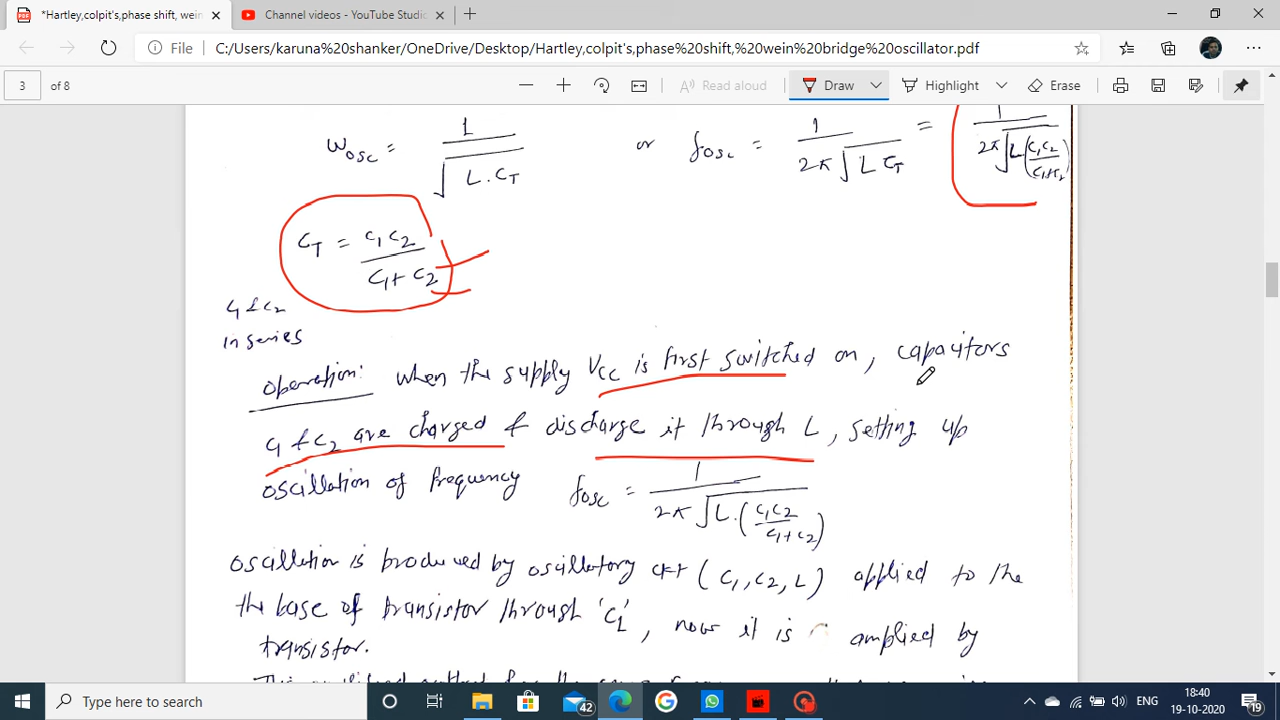 *Hartley,colpit's,phase shift, wein
Channel videos - YouTube Studio
File
C:/Users/karuna%20shanker/OneDrive/Desktop/Hartley,colpit's,phase%20shift,%20wein%20bridge%20oscillator.pdf
3 of 8
Read aloud
Draw
Highlight
Erase
ωosc = 1 / √(L.CT) or fosc = 1 / 2π√(L CT) = 1 / 2π√(L(C1C2 / C1+C2))
CT = C1C2 / C1+C2
C1 & C2
in series
Operation: when the supply Vcc is first switched on, capacitors
C1 & C2 are charged & discharge it through L, setting up
oscillation of frequency fosc = 1 / 2π√(L.(C1C2 / C1+C2))
oscillation is produced by oscillatory ckt (C1,C2,L) applied to the
the base of transistor through 'C1', now it is amplied by
transistor.
Type here to search
42
ENG
18:40
19-10-2020
19